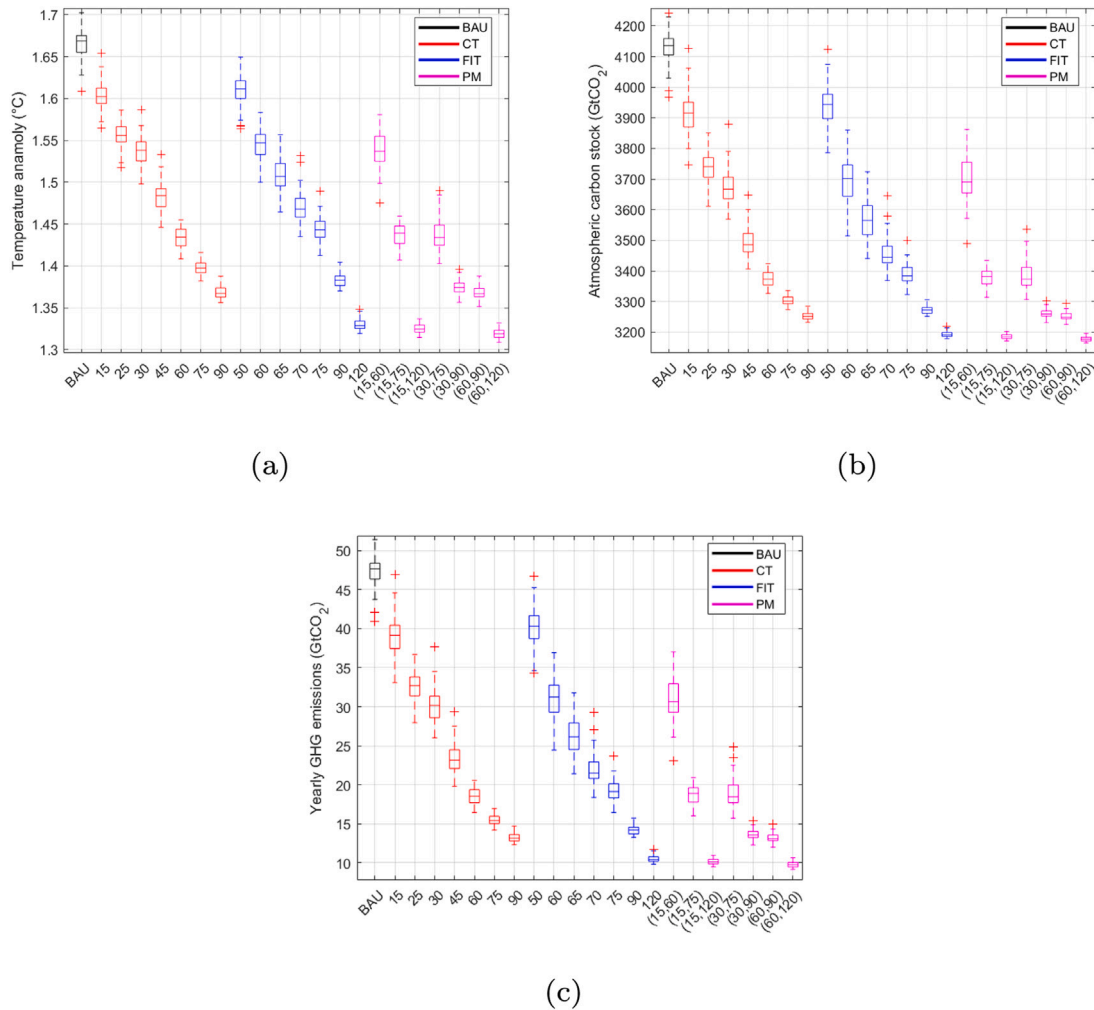 Temperature anamoly (°C)
1.67
1.65
1.6
1.55
1.5
1.45
1.4
1.35
1.3
BAU
CT
FIT
PM
BAU 15 25 30 45 60 75 90 50 60 65 70 75 90 120 (15,60) (15,75) (15,120) (30,75) (30,90) (60,90) (60,120)
(a)
Atmospheric carbon stock (GtCO2)
4200
4100
4000
3900
3800
3700
3600
3500
3400
3300
3200
BAU
CT
FIT
PM
BAU 15 25 30 45 60 75 90 50 60 65 70 75 90 120 (15,60) (15,75) (15,120) (30,75) (30,90) (60,90) (60,120)
(b)
Yearly GHG emissions (GtCO2)
50
45
40
35
30
25
20
15
10
BAU
CT
FIT
PM
BAU 15 25 30 45 60 75 90 50 60 65 70 75 90 120 (15,60) (15,75) (15,120) (30,75) (30,90) (60,90) (60,120)
(c)